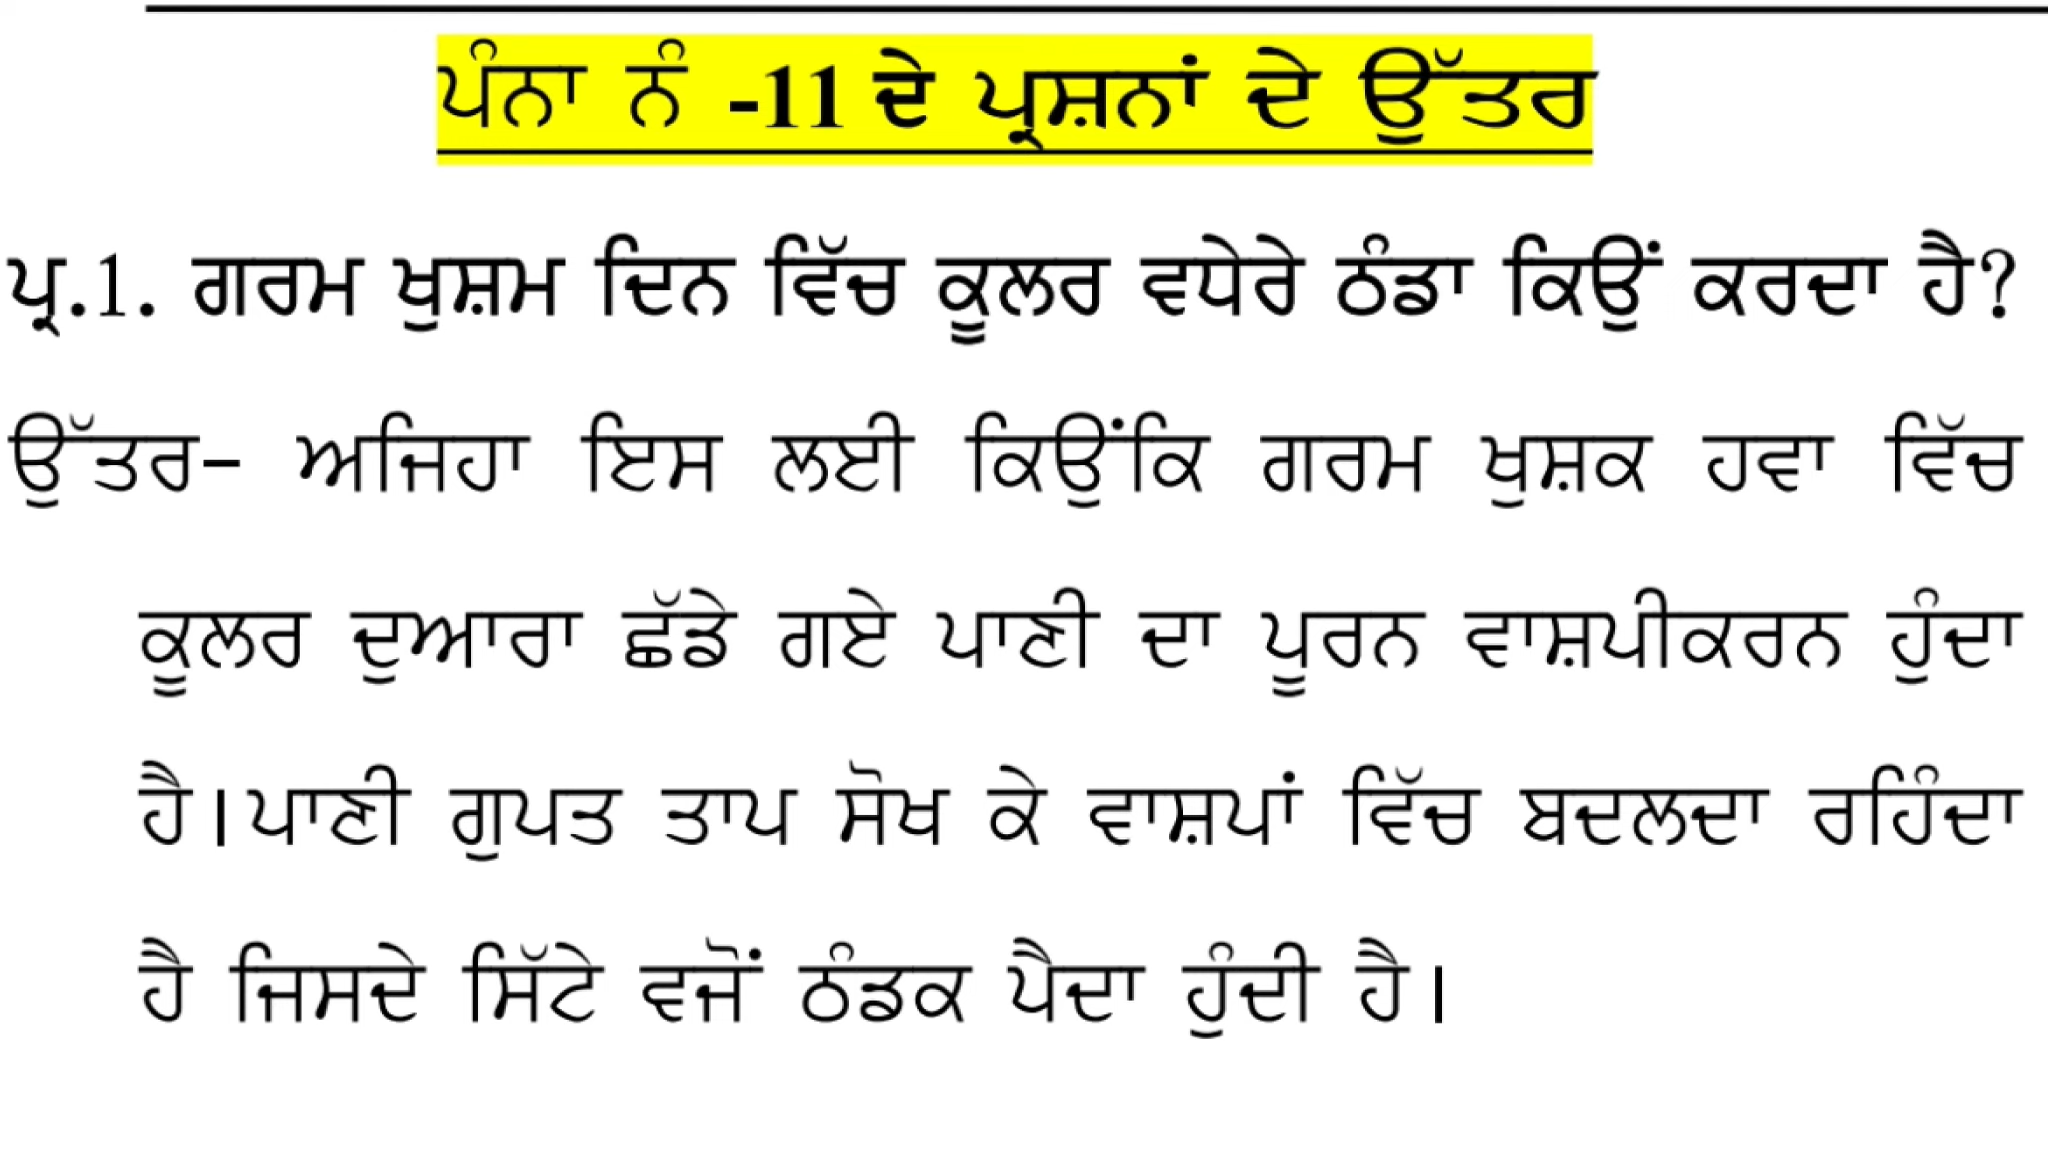 ਪੰਨਾ ਨੰ -11 ਦੇ ਪ੍ਰਸ਼ਨਾਂ ਦੇ ਉੱਤਰ
ਪ੍ਰ.1. ਗਰਮ ਖੁਸ਼ਮ ਦਿਨ ਵਿੱਚ ਕੂਲਰ ਵਧੇਰੇ ਠੰਡਾ ਕਿਉਂ ਕਰਦਾ ਹੈ?
ਉੱਤਰ– ਅਜਿਹਾ ਇਸ ਲਈ ਕਿਉਂਕਿ ਗਰਮ ਖੁਸ਼ਕ ਹਵਾ ਵਿੱਚ
ਕੂਲਰ ਦੁਆਰਾ ਛੱਡੇ ਗਏ ਪਾਣੀ ਦਾ ਪੂਰਨ ਵਾਸ਼ਪੀਕਰਨ ਹੁੰਦਾ
ਹੈ।ਪਾਣੀ ਗੁਪਤ ਤਾਪ ਸੋਖ ਕੇ ਵਾਸ਼ਪਾਂ ਵਿੱਚ ਬਦਲਦਾ ਰਹਿੰਦਾ
ਹੈ ਜਿਸਦੇ ਸਿੱਟੇ ਵਜੋਂ ਠੰਡਕ ਪੈਦਾ ਹੁੰਦੀ ਹੈ।